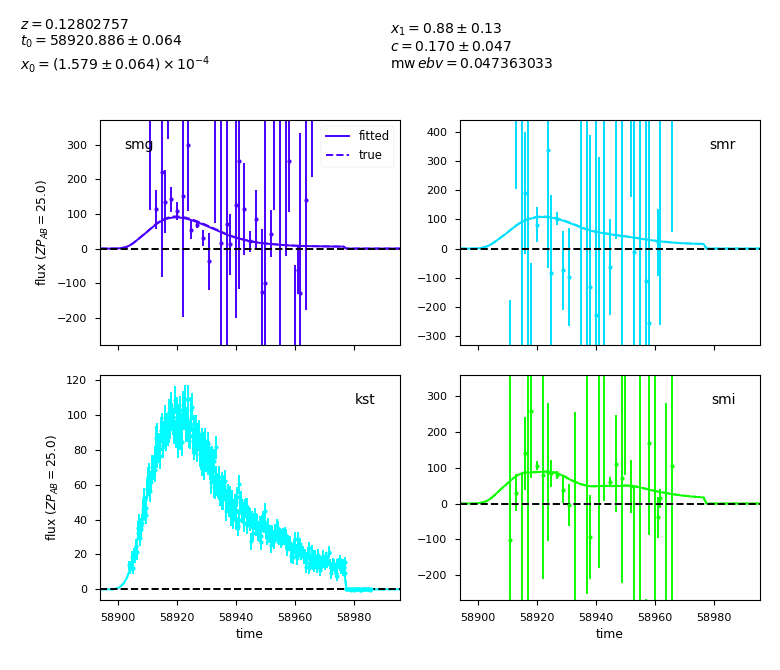 z = 0.12802757
t₀ = 58920.886 ± 0.064
x₀ = (1.579 ± 0.064) × 10⁻⁴
x₁ = 0.88 ± 0.13
c = 0.170 ± 0.047
mw ebv = 0.047363033
smg
fitted
true
300
200
100
0
−100
−200
flux (ZP_AB = 25.0)
smr
400
300
200
100
0
−100
−200
−300
kst
120
100
80
60
40
20
0
flux (ZP_AB = 25.0)
58900
58920
58940
58960
58980
time
smi
300
200
100
0
−100
−200
58900
58920
58940
58960
58980
time